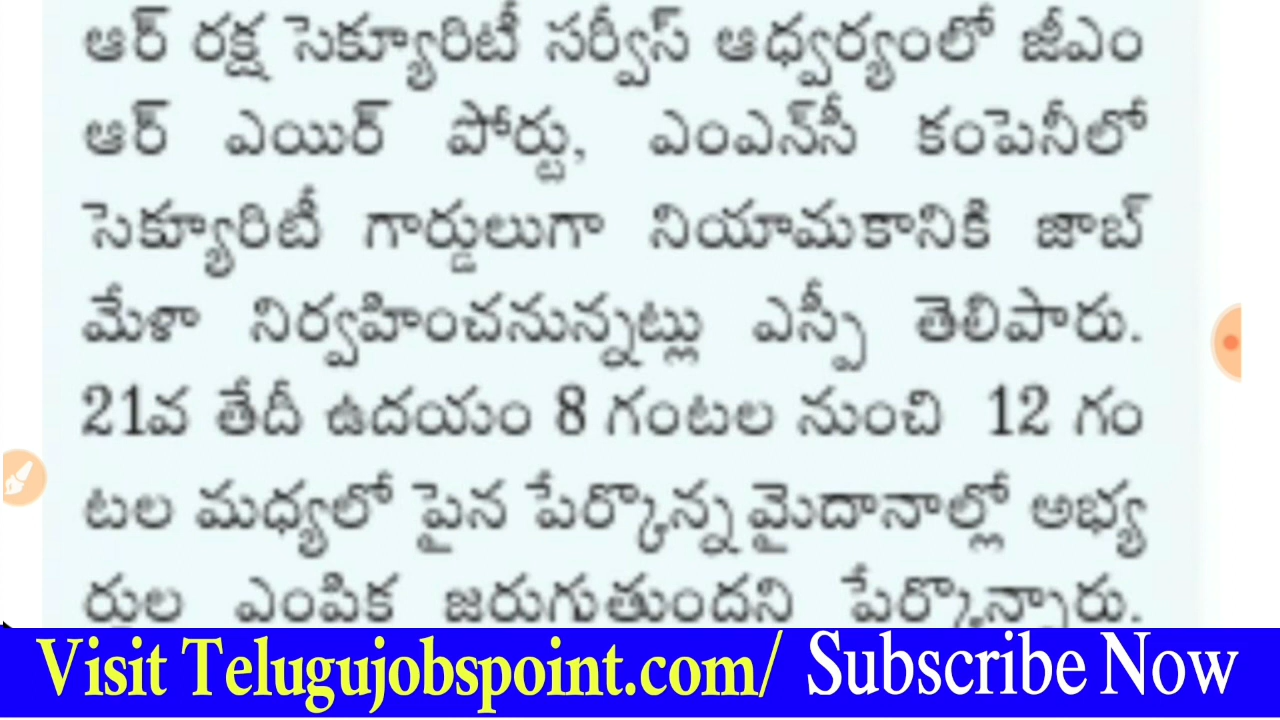 ఆర్ రక్ష సెక్యూరిటీ సర్వీస్ ఆధ్వర్యంలో జీఎం
ఆర్ ఎయిర్ పోర్టు, ఎంఎన్‌సీ కంపెనీలో
సెక్యూరిటీ గార్డులుగా నియామకానికి జాబ్
మేళా నిర్వహించనున్నట్లు ఎస్పీ తెలిపారు.
21వ తేదీ ఉదయం 8 గంటల నుంచి 12 గం
టల మధ్యలో పైన పేర్కొన్న మైదానాల్లో అభ్య
ర్థుల ఎంపిక జరుగుతుందని పేర్కొన్నారు.
Visit Telugujobspoint.com/ Subscribe Now